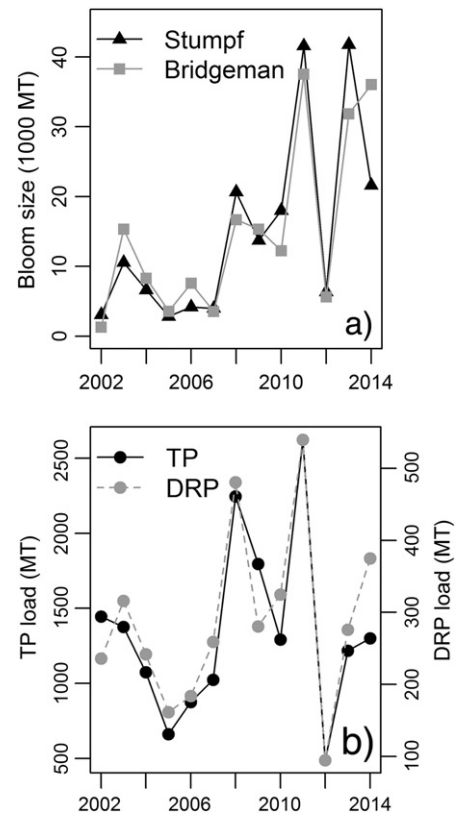 Stumpf
Bridgeman
Bloom size (1000 MT)
40
30
20
10
0
a)
2002 2006 2010 2014
TP
DRP
TP load (MT)
2500
2000
1500
1000
500
DRP load (MT)
500
400
300
200
100
b)
2002 2006 2010 2014